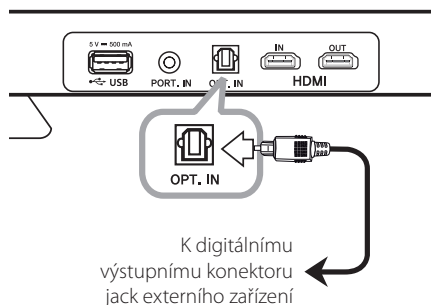 5 V ⎓ 500 mA
USB
PORT. IN
OPT. IN
IN
OUT
HDMI
OPT. IN
K digitálnímu
výstupnímu konektoru
jack externího zařízení